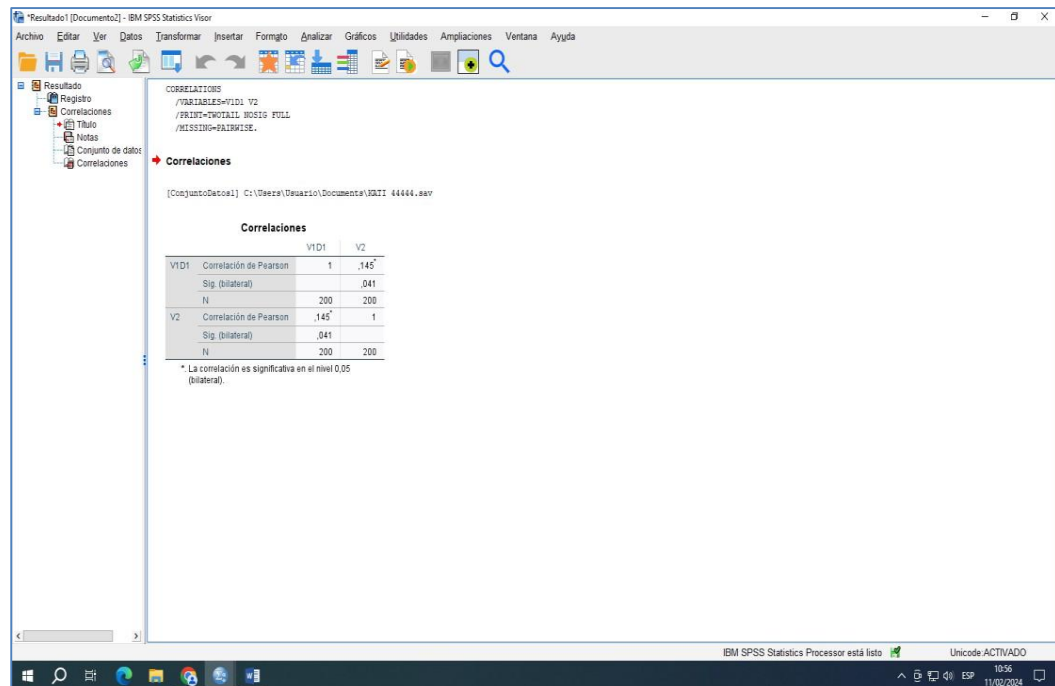 *Resultado1 [Documento2] - IBM SPSS Statistics Visor
Archivo Editar Ver Datos Transformar Insertar Formato Analizar Gráficos Utilidades Ampliaciones Ventana Ayuda
Resultado
Registro
Correlaciones
Título
Notas
Conjunto de datos
Correlaciones
CORRELATIONS
/VARIABLES=V1D1 V2
/PRINT=TWOTAIL NOSIG FULL
/MISSING=PAIRWISE.
Correlaciones
[ConjuntoDatos1] C:\Users\Usuario\Documents\KATI 44444.sav
Correlaciones
V1D1 V2
V1D1 Correlación de Pearson 1 ,145*
Sig. (bilateral) ,041
N 200 200
V2 Correlación de Pearson ,145* 1
Sig. (bilateral) ,041
N 200 200
*. La correlación es significativa en el nivel 0,05
(bilateral).
IBM SPSS Statistics Processor está listo Unicode:ACTIVADO
ESP 10:56
11/02/2024